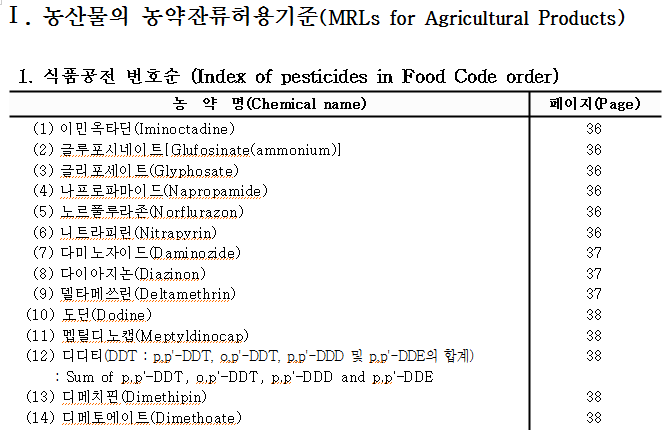 Ⅰ. 농산물의 농약잔류허용기준(MRLs for Agricultural Products)
1. 식품공전 번호순 (Index of pesticides in Food Code order)
농 약 명(Chemical name) 페이지(Page)
(1) 이민옥타딘(Iminoctadine) 36
(2) 글루포시네이트[Glufosinate(ammonium)] 36
(3) 글리포세이트(Glyphosate) 36
(4) 나프로파마이드(Napropamide) 36
(5) 노르플루라존(Norflurazon) 36
(6) 니트라피린(Nitrapyrin) 36
(7) 다미노자이드(Daminozide) 37
(8) 다이아지논(Diazinon) 37
(9) 델타메쓰린(Deltamethrin) 37
(10) 도딘(Dodine) 38
(11) 멥틸디노캡(Meptyldinocap) 38
(12) 디디티(DDT : p,p'-DDT, o,p'-DDT, p,p'-DDD 및 p,p'-DDE의 합계) 38
: Sum of p,p'-DDT, o,p'-DDT, p,p'-DDD and p,p'-DDE
(13) 디메치핀(Dimethipin) 38
(14) 디메토에이트(Dimethoate) 38